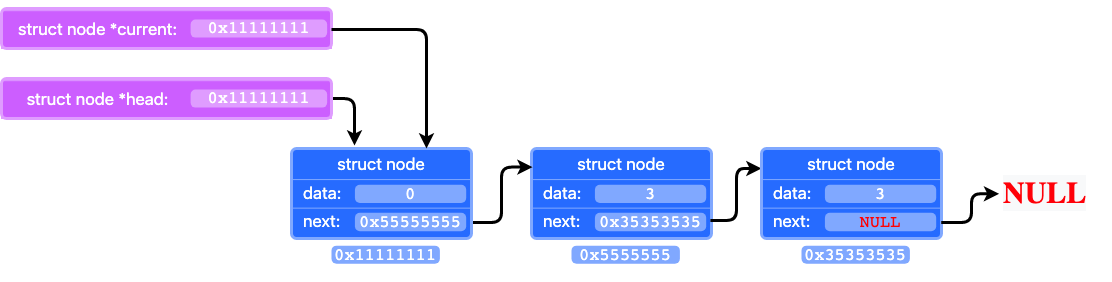 struct node *current: 0x11111111
struct node *head: 0x11111111
struct node
data: 0
next: 0x55555555
0x11111111
struct node
data: 3
next: 0x35353535
0x5555555
struct node
data: 3
next: NULL
0x35353535
NULL